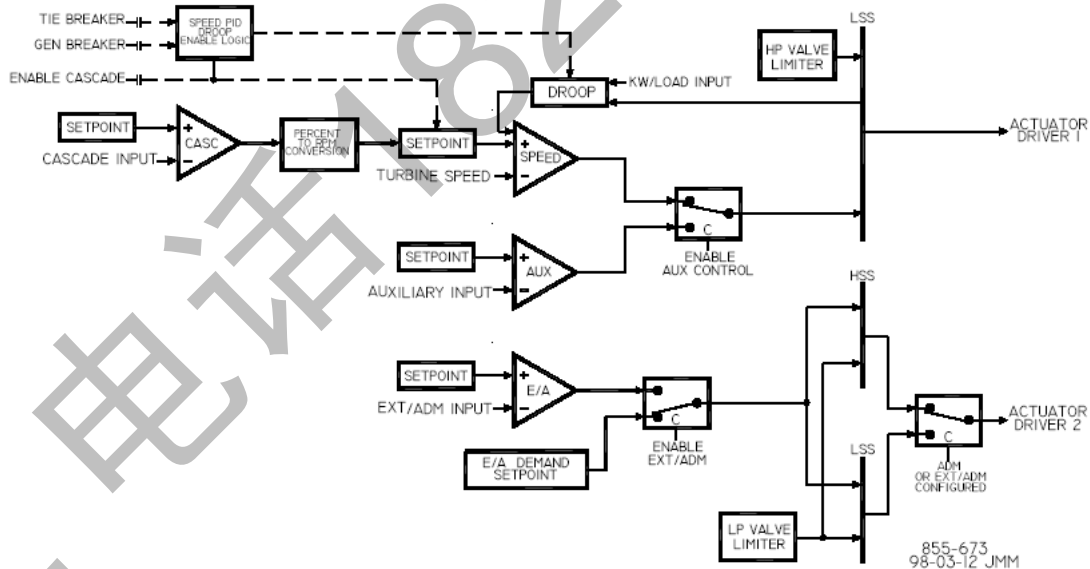 TIE BREAKER
GEN BREAKER
ENABLE CASCADE
SPEED PID
DROOP
ENABLE LOGIC
SETPOINT
CASCADE INPUT
+
-
CASC
PERCENT
TO RPM
CONVERSION
SETPOINT
TURBINE SPEED
DROOP
KW/LOAD INPUT
+
+
-
SPEED
HP VALVE
LIMITER
LSS
ACTUATOR
DRIVER 1
C
ENABLE
AUX CONTROL
SETPOINT
AUXILIARY INPUT
+
-
AUX
SETPOINT
EXT/ADM INPUT
+
-
E/A
E/A DEMAND
SETPOINT
C
ENABLE
EXT/ADM
HSS
LSS
LP VALVE
LIMITER
C
ADM
OR EXT/ADM
CONFIGURED
ACTUATOR
DRIVER 2
855-673
98-03-12 JMM
电话182